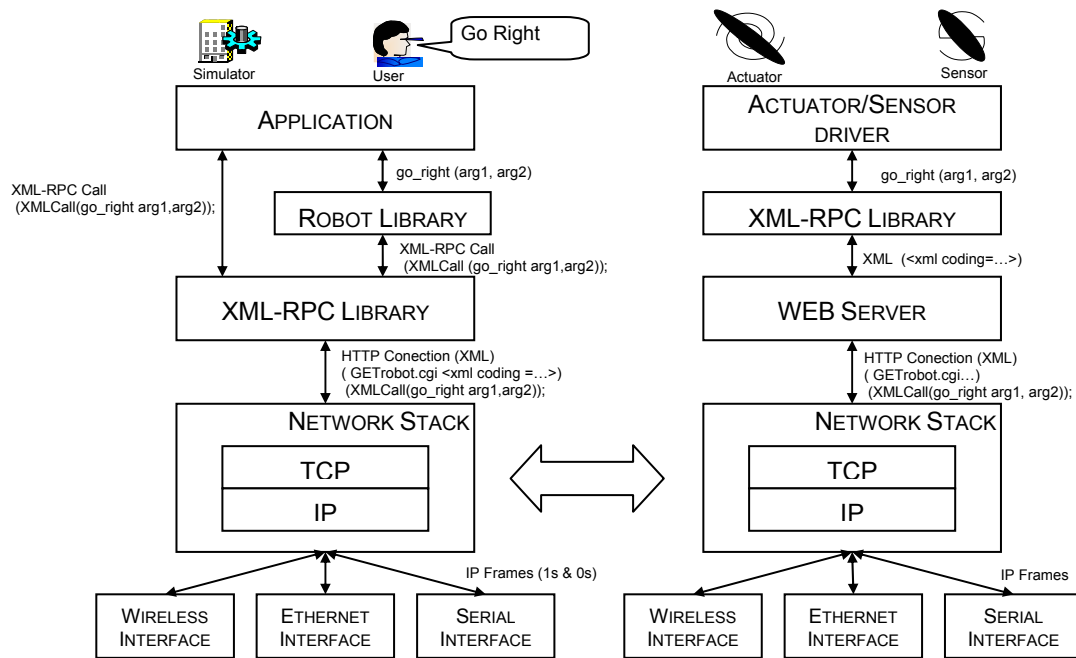 Go Right
Simulator
User
APPLICATION
go_right (arg1, arg2)
XML-RPC Call
(XMLCall(go_right arg1,arg2));
ROBOT LIBRARY
XML-RPC Call
(XMLCall (go_right arg1,arg2));
XML-RPC LIBRARY
HTTP Conection (XML)
( GETrobot.cgi <xml coding =...>)
(XMLCall(go_right arg1,arg2));
NETWORK STACK
TCP
IP
IP Frames (1s & 0s)
WIRELESS
INTERFACE
ETHERNET
INTERFACE
SERIAL
INTERFACE
Actuator
Sensor
ACTUATOR/SENSOR
DRIVER
go_right (arg1, arg2)
XML-RPC LIBRARY
XML (<xml coding=...>)
WEB SERVER
HTTP Conection (XML)
( GETrobot.cgi...)
(XMLCall(go_right arg1, arg2));
NETWORK STACK
TCP
IP
IP Frames
WIRELESS
INTERFACE
ETHERNET
INTERFACE
SERIAL
INTERFACE